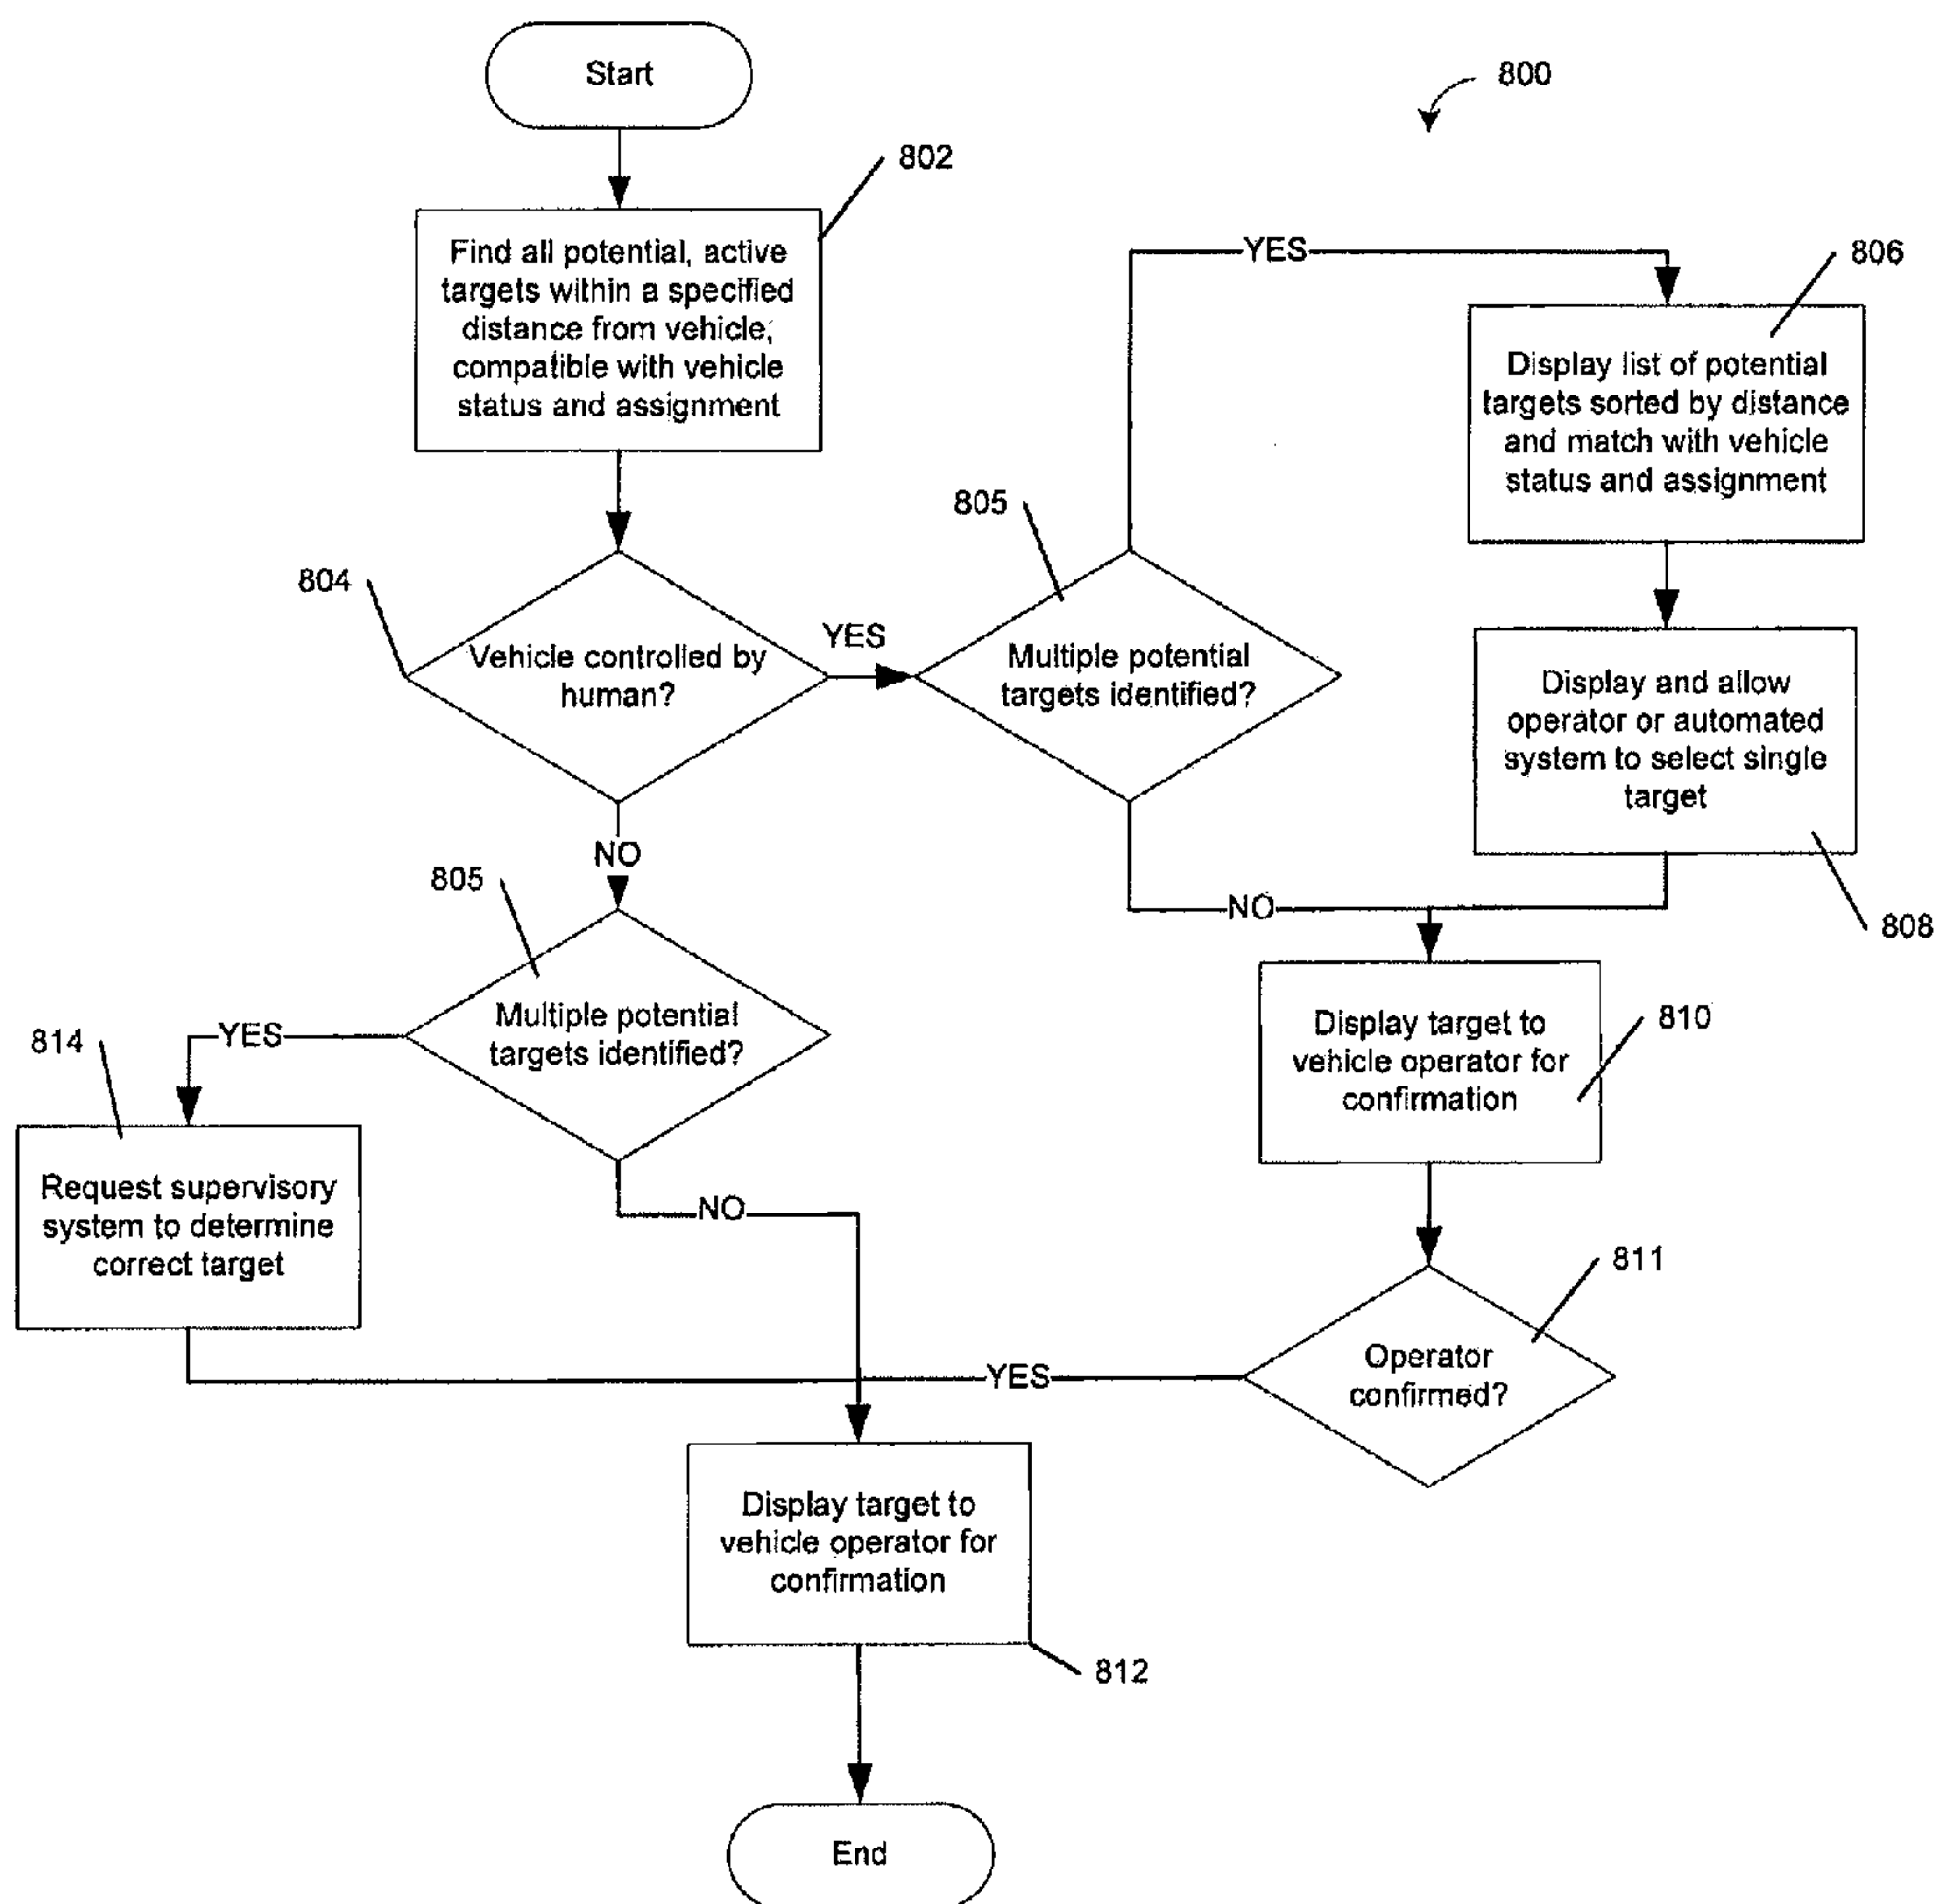 Start
800
802
Find all potential, active
targets within a specified
distance from vehicle,
compatible with vehicle
status and assignment
YES
806
Display list of potential
targets sorted by distance
and match with vehicle
status and assignment
805
804
Vehicle controlled by
human?
YES
Multiple potential
targets identified?
Display and allow
operator or automated
system to select single
target
NO
805
NO
808
Multiple potential
targets identified?
YES
814
Display target to
vehicle operator for
confirmation
810
Request supervisory
system to determine
correct target
NO
811
Operator
confirmed?
YES
Display target to
vehicle operator for
confirmation
812
End